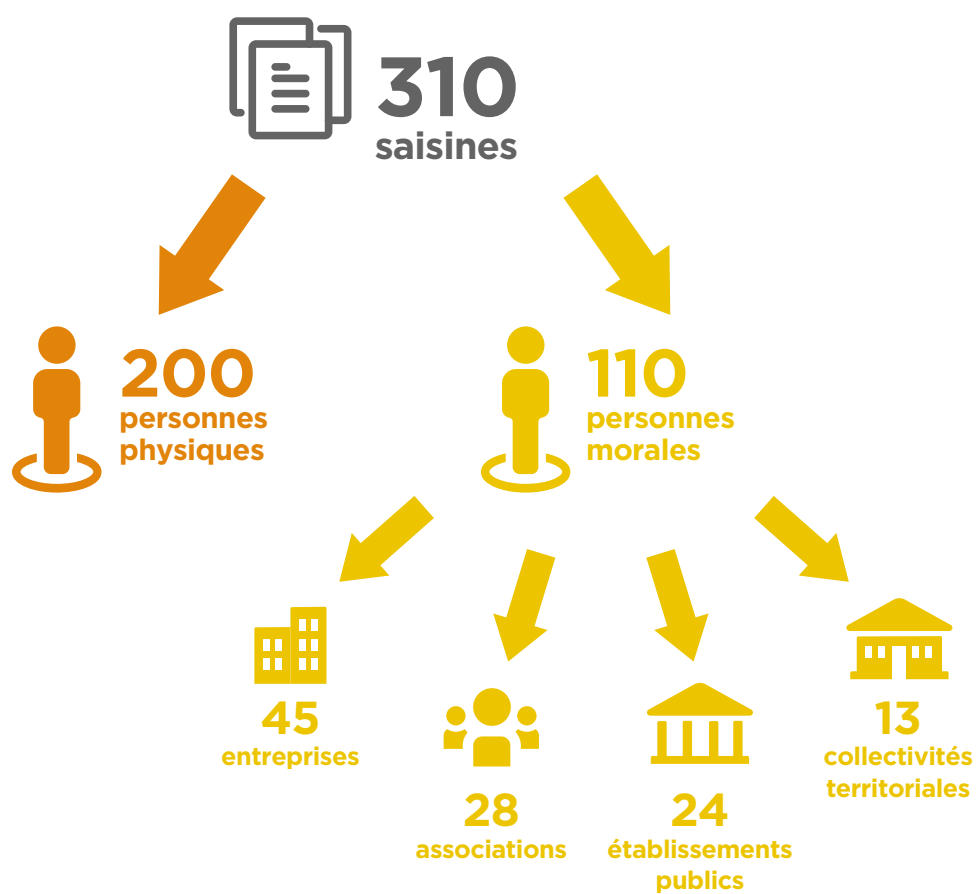 310
saisines
200
personnes
physiques
110
personnes
morales
45
entreprises
28
associations
24
établissements
publics
13
collectivités
territoriales